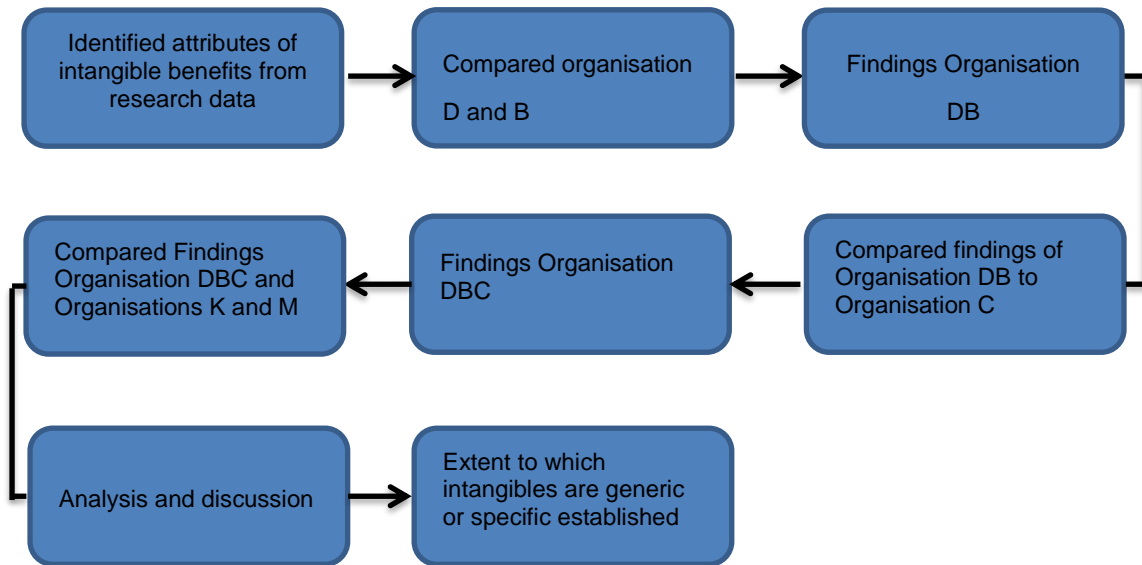 Identified attributes of
intangible benefits from
research data
Compared organisation
D and B
Findings Organisation
DB
Compared findings of
Organisation DB to
Organisation C
Findings Organisation
DBC
Compared Findings
Organisation DBC and
Organisations K and M
Analysis and discussion
Extent to which
intangibles are generic
or specific established